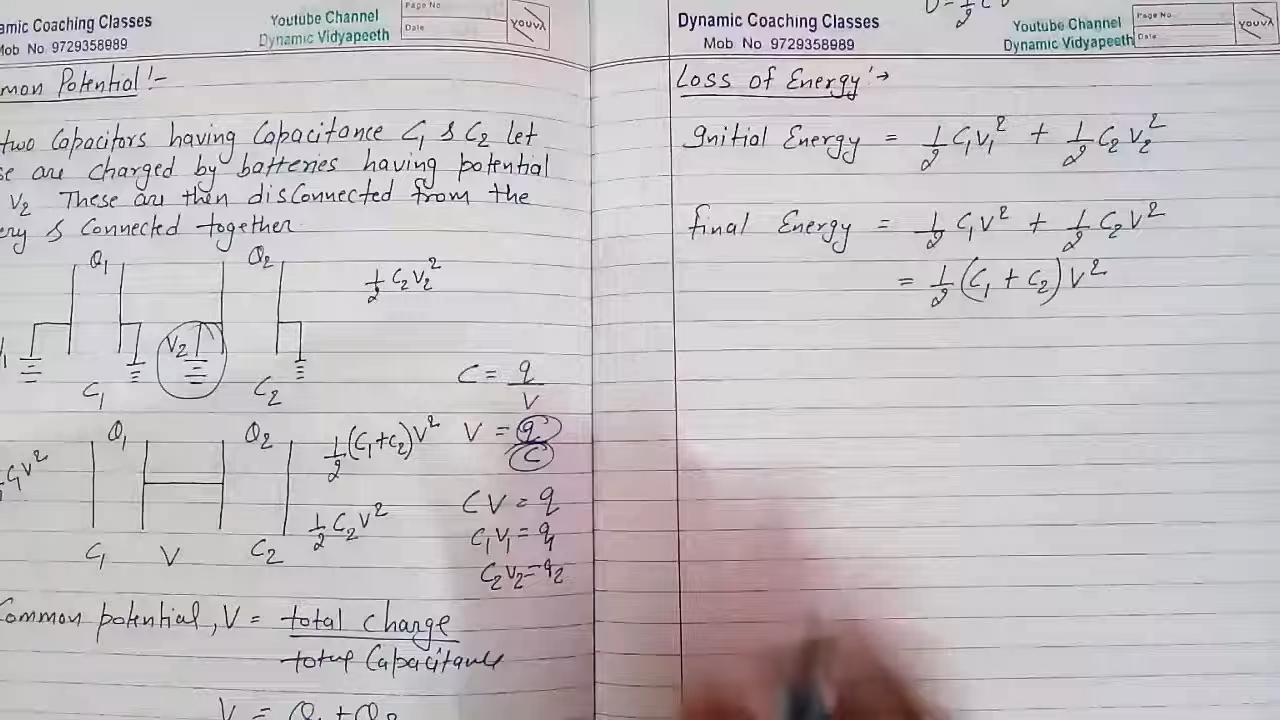 amic Coaching Classes
Mob No 9729358989
Youtube Channel
Dynamic Vidyapeeth
Page No
Date
YOUVA
mon Potential :-
two Capacitors having Capacitance C₁ & C₂ let
se are charged by batteries having potential
V₂ These are then disconnected from the
ery & Connected together
Q₁ Q₂ ½ C₂V₂²
V₂
C₁ C₂
C = q/V
Q₁ Q₂ ½(C₁+C₂)V² V = q/C
C₁V²
½ C₂V²
CV = q
C₁V₁ = q₁
C₂V₂ = q₂
C₁ V C₂
Common potential, V = total charge
total Capacitance
V = Q₁ + Q₂
Dynamic Coaching Classes
Mob No 9729358989
Youtube Channel
Dynamic Vidyapeeth
Page No
Date
YOUVA
Loss of Energy :→
Initial Energy = ½ C₁V₁² + ½ C₂V₂²
final Energy = ½ C₁V² + ½ C₂V²
= ½ (C₁ + C₂) V²